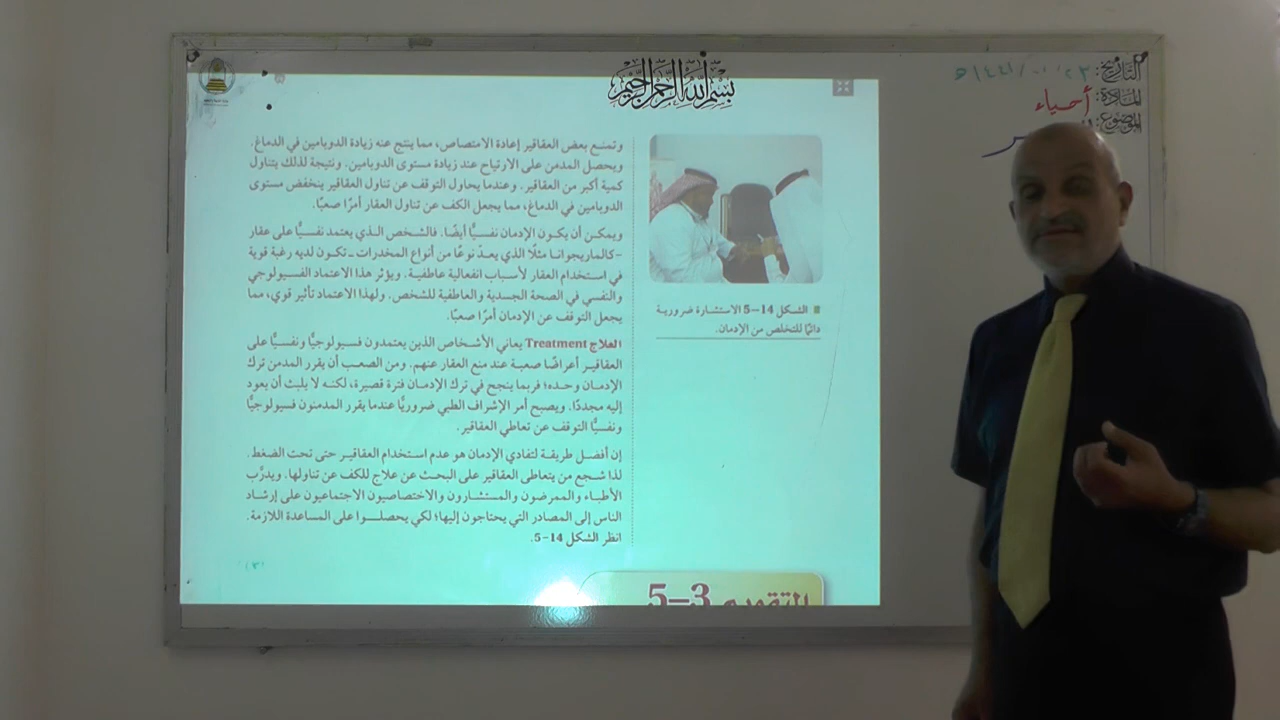 بسم الله الرحمن الرحيم
التاريخ: ٢٣ / / ١٤٤١هـ
المادة: أحياء
الموضوع:
وتمنع بعض العقاقير إعادة الامتصاص، مما ينتج عنه زيادة الدوبامين في الدماغ.
ويحصل المدمن على الارتياح عند زيادة مستوى الدوبامين. ونتيجة لذلك يتناول
كمية أكبر من العقاقير. وعندما يحاول التوقف عن تناول العقاقير ينخفض مستوى
الدوبامين في الدماغ، مما يجعل الكف عن تناول العقار أمرًا صعبًا.
ويمكن أن يكون الإدمان نفسيًّا أيضًا. فالشخص الذي يعتمد نفسيًّا على عقار
-كالماريجوانا مثلًا الذي يعدّ نوعًا من أنواع المخدرات- تكون لديه رغبة قوية
في استخدام العقار لأسباب انفعالية عاطفية. ويؤثر هذا الاعتماد الفسيولوجي
والنفسي في الصحة الجسدية والعاطفية للشخص. ولهذا الاعتماد تأثير قوي، مما
يجعل التوقف عن الإدمان أمرًا صعبًا.
العلاج Treatment يعاني الأشخاص الذين يعتمدون فسيولوجيًّا ونفسيًّا على
العقاقير أعراضًا صعبة عند منع العقار عنهم. ومن الصعب أن يقرر المدمن ترك
الإدمان وحده؛ فربما ينجح في ترك الإدمان فترة قصيرة، لكنه لا يلبث أن يعود
إليه مجددًا. ويصبح أمر الإشراف الطبي ضروريًّا عندما يقرر المدمنون فسيولوجيًّا
ونفسيًّا التوقف عن تعاطي العقاقير.
إن أفضل طريقة لتفادي الإدمان هو عدم استخدام العقاقير حتى تحت الضغط.
لذا شجع من يتعاطى العقاقير على البحث عن علاج للكف عن تناولها. ويدرَّب
الأطباء والممرضون والمستشارون والاختصاصيون الاجتماعيون على إرشاد
الناس إلى المصادر التي يحتاجون إليها؛ لكي يحصلوا على المساعدة اللازمة.
انظر الشكل 14-5.
■ الشكل 14-5 الاستشارة ضرورية
دائمًا للتخلص من الإدمان.
(٣)
التقويم 3-5